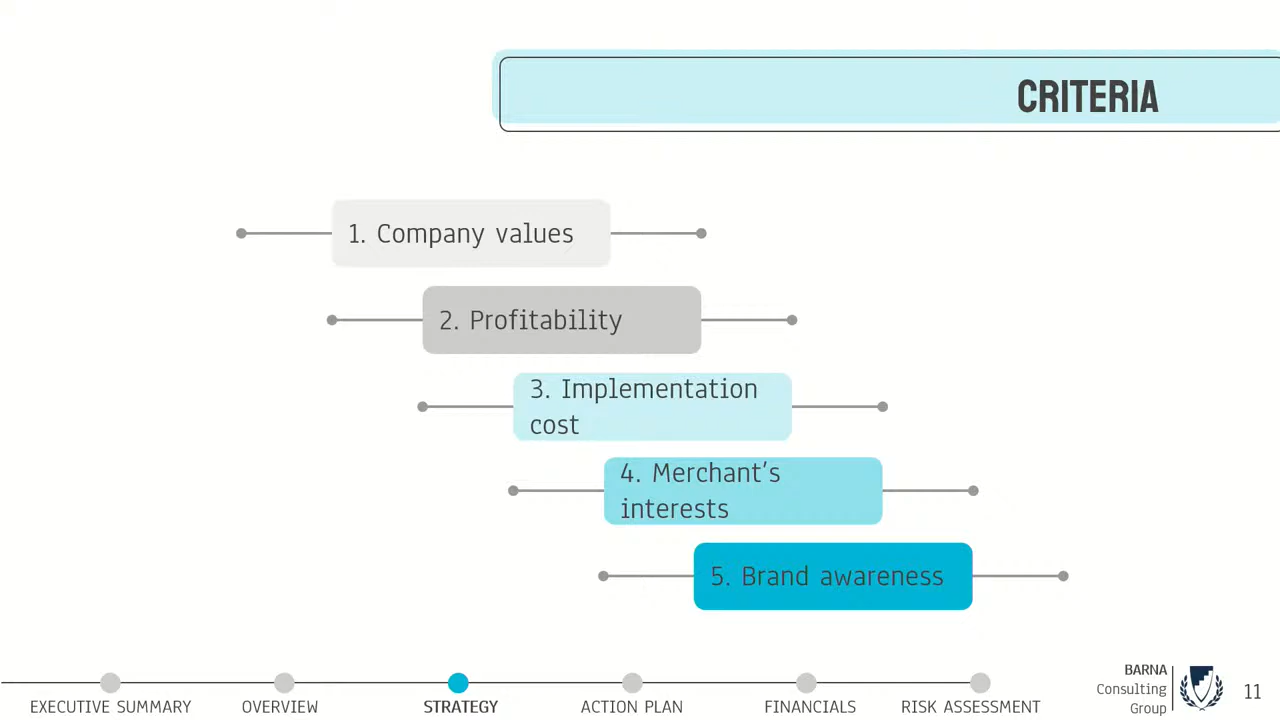 CRITERIA
1. Company values
2. Profitability
3. Implementation
cost
4. Merchant's
interests
5. Brand awareness
EXECUTIVE SUMMARY
OVERVIEW
STRATEGY
ACTION PLAN
FINANCIALS
RISK ASSESSMENT
BARNA
Consulting
Group
11